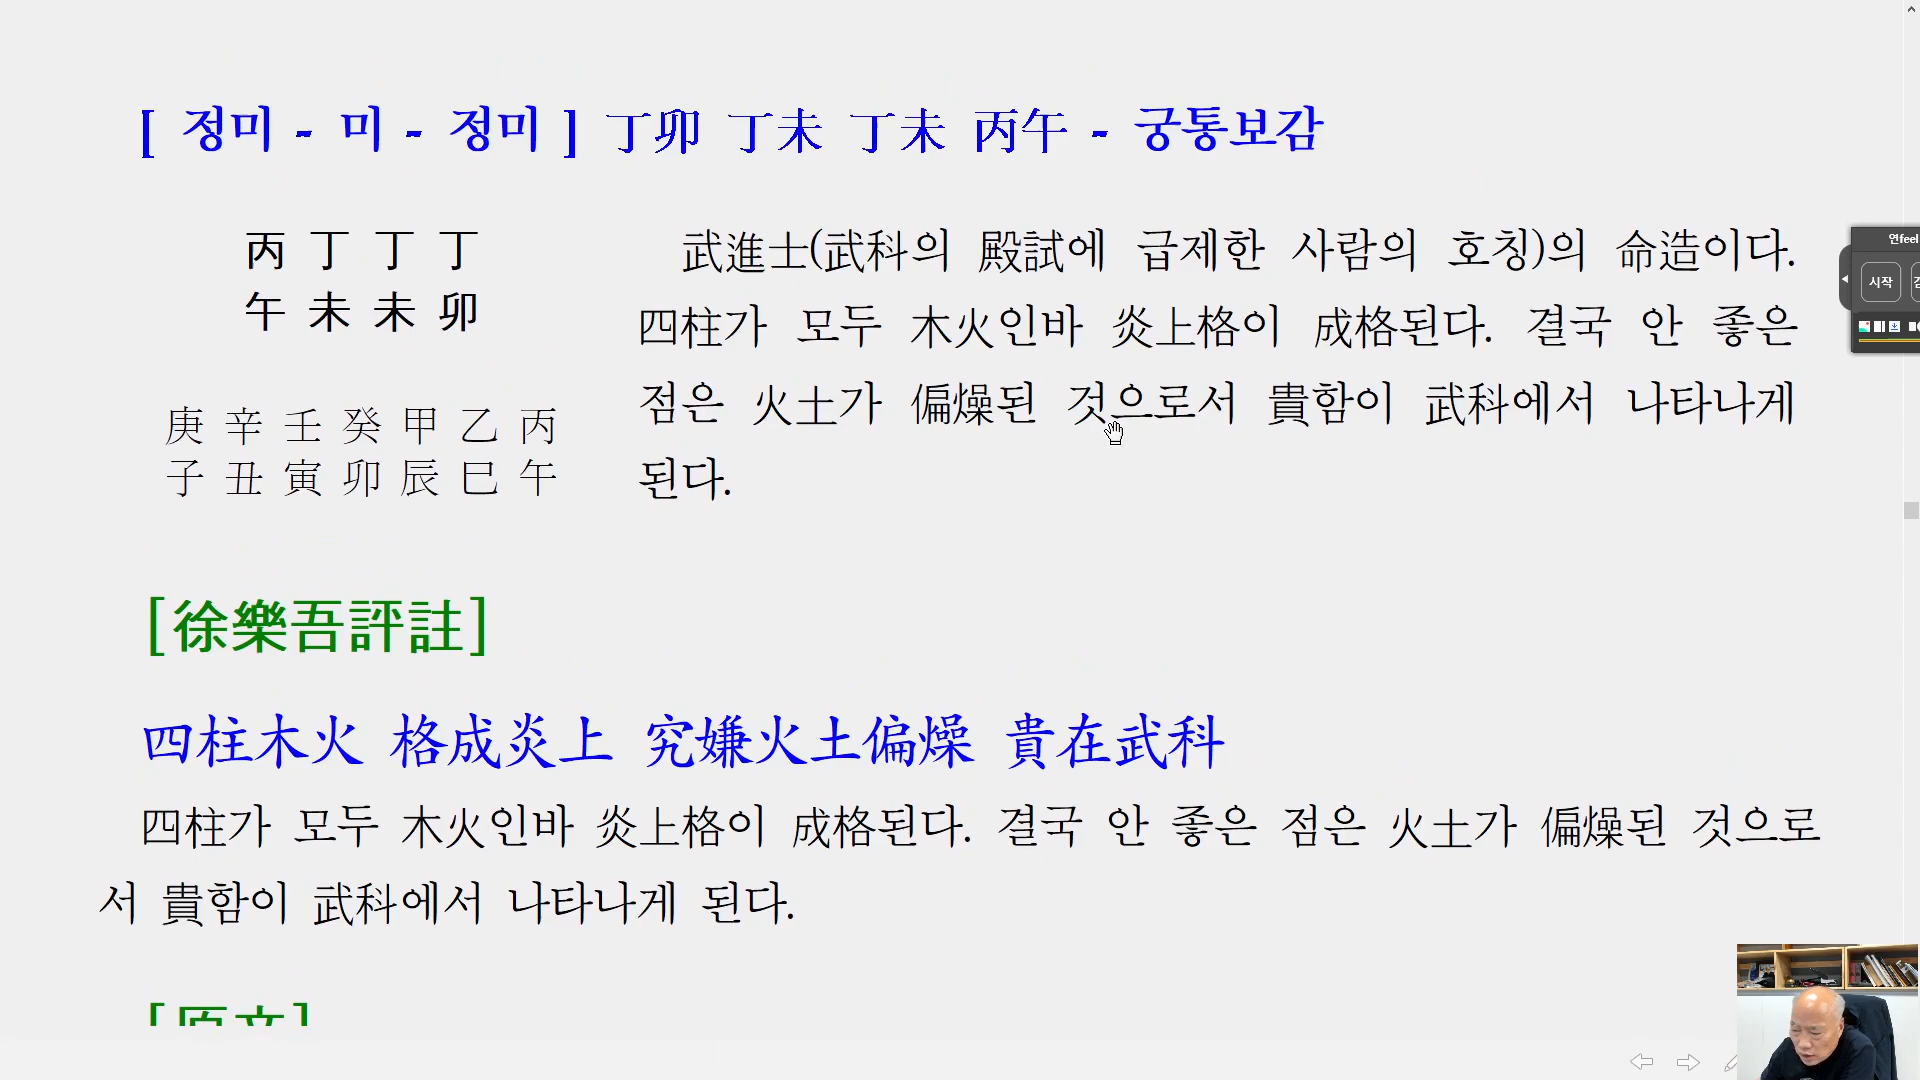 [ 정미 - 미 - 정미 ] 丁卯 丁未 丁未 丙午 - 궁통보감
丙 丁 丁 丁
午 未 未 卯
庚 辛 壬 癸 甲 乙 丙
子 丑 寅 卯 辰 巳 午
武進士(武科의 殿試에 급제한 사람의 호칭)의 命造이다.
四柱가 모두 木火인바 炎上格이 成格된다. 결국 안 좋은
점은 火土가 偏燥된 것으로서 貴함이 武科에서 나타나게
된다.
[徐樂吾評註]
四柱木火 格成炎上 究嫌火土偏燥 貴在武科
四柱가 모두 木火인바 炎上格이 成格된다. 결국 안 좋은 점은 火土가 偏燥된 것으로
서 貴함이 武科에서 나타나게 된다.
[原文]
연feel
시작